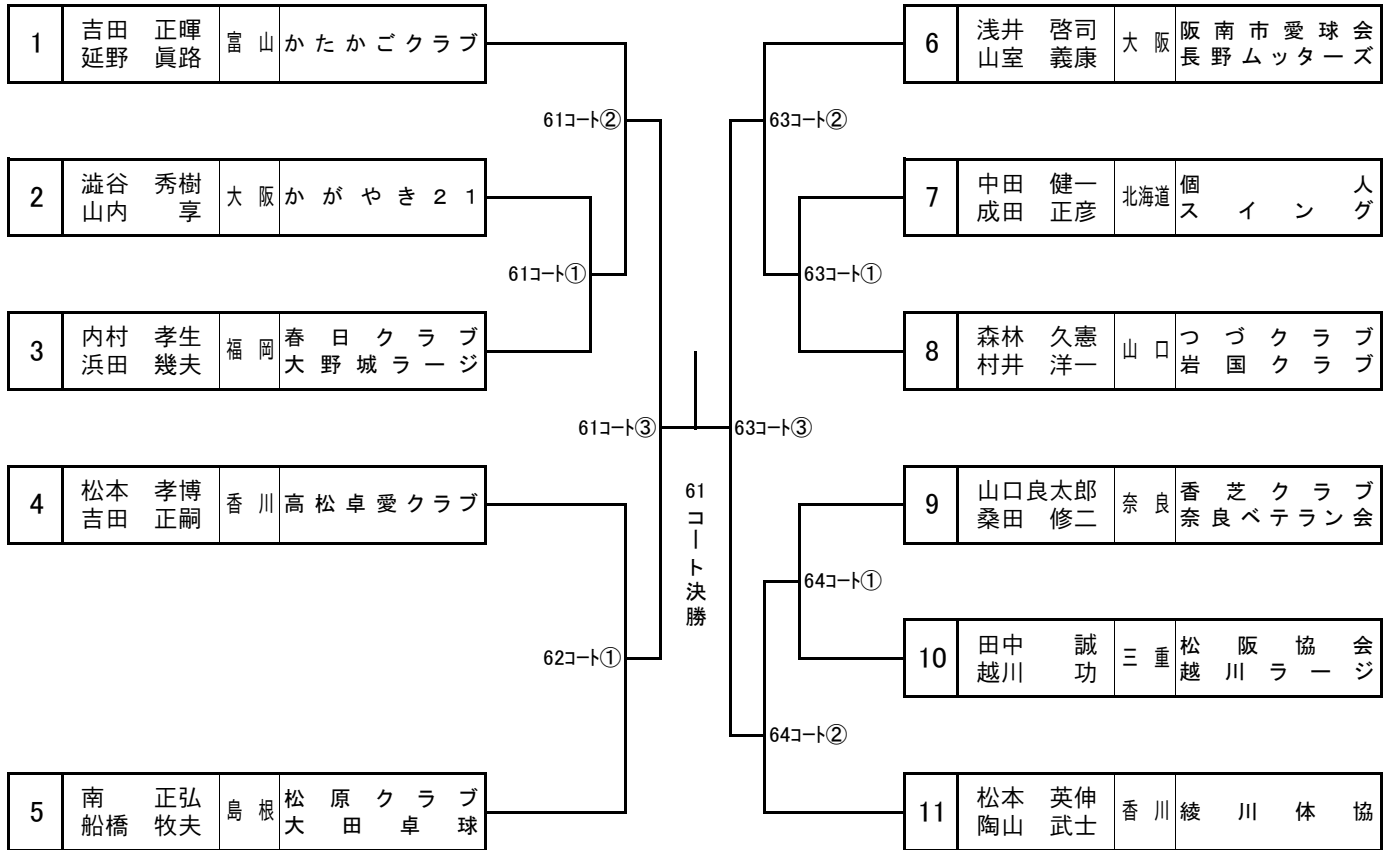 1 吉田 正暉 富山 かたかごクラブ
延野 眞路
61コート②
2 澁谷 秀樹 大阪 かがやき21
山内 享
61コート①
3 内村 孝生 福岡 春日クラブ
浜田 幾夫 大野城ラージ
61コート③
4 松本 孝博 香川 高松卓愛クラブ
吉田 正嗣
62コート①
5 南 正弘 島根 松原クラブ
船橋 牧夫 大田卓球
61コート決勝
6 浅井 啓司 大阪 阪南市愛球会
山室 義康 長野ムッターズ
63コート②
7 中田 健一 北海道 個人
成田 正彦 スイング
63コート①
8 森林 久憲 山口 つづクラブ
村井 洋一 岩国クラブ
63コート③
9 山口良太郎 奈良 香芝クラブ
桑田 修二 奈良ベテラン会
64コート①
10 田中 誠 三重 松阪協会
越川 功 越川ラージ
64コート②
11 松本 英伸 香川 綾川体協
陶山 武士